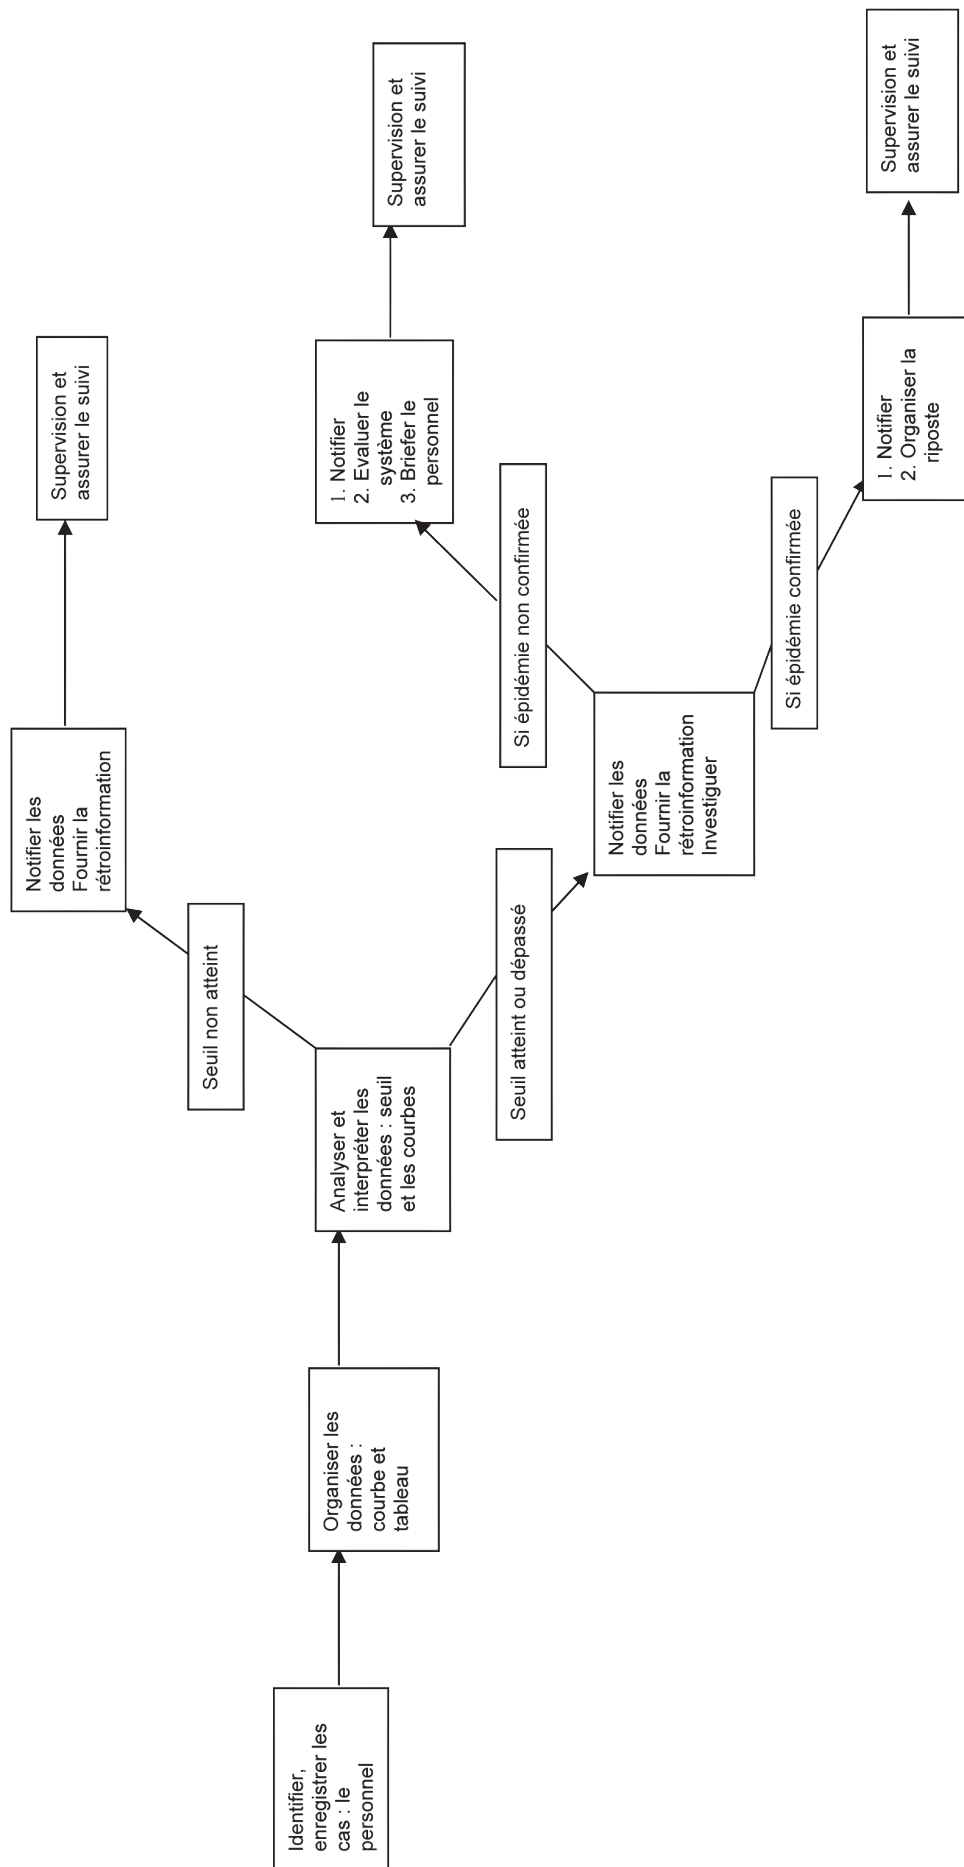 Identifier,
enregistrer les
cas : le
personnel
Organiser les
données :
courbe et
tableau
Analyser et
interpréter les
données : seuil
et les courbes
Seuil non atteint
Notifier les
données
Fournir la
rétroinformation
Supervision et
assurer le suivi
Seuil atteint ou dépassé
Notifier les
données
Fournir la
rétroinformation
Investiguer
Si épidémie non confirmée
1. Notifier
2. Evaluer le
système
3. Briefer le
personnel
Supervision et
assurer le suivi
Si épidémie confirmée
1. Notifier
2. Organiser la
riposte
Supervision et
assurer le suivi